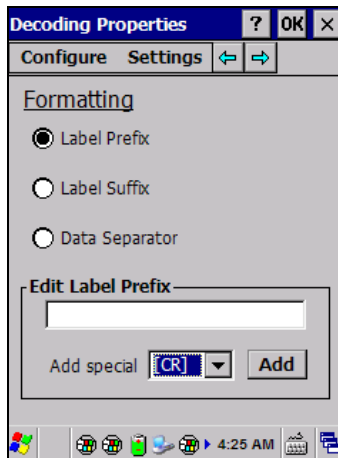 Decoding Properties ? OK ×
Configure Settings
Formatting
Label Prefix
Label Suffix
Data Separator
Edit Label Prefix
Add special [CR] Add
4:25 AM